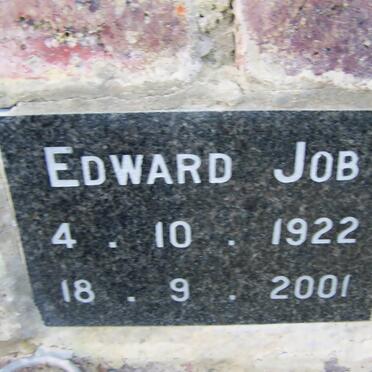 EDWARD JOB
4 . 10 . 1922
18 . 9 . 2001